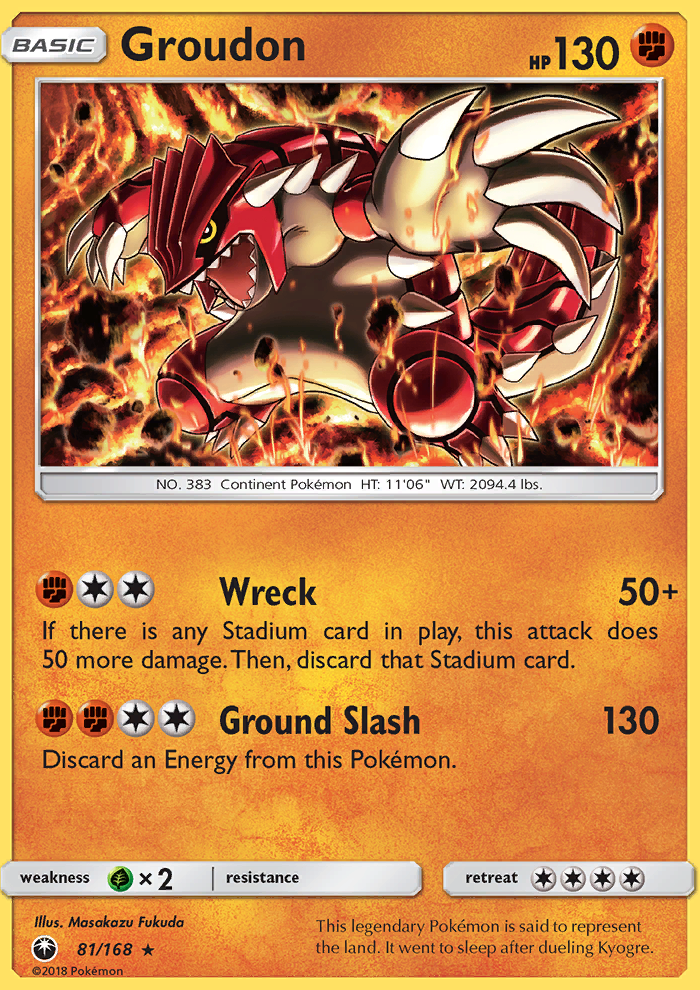 BASIC Groudon HP 130
NO. 383 Continent Pokémon HT: 11'06" WT: 2094.4 lbs.
Wreck 50+
If there is any Stadium card in play, this attack does
50 more damage. Then, discard that Stadium card.
Ground Slash 130
Discard an Energy from this Pokémon.
weakness ×2 resistance retreat
Illus. Masakazu Fukuda
81/168 ★
©2018 Pokémon
This legendary Pokémon is said to represent
the land. It went to sleep after dueling Kyogre.